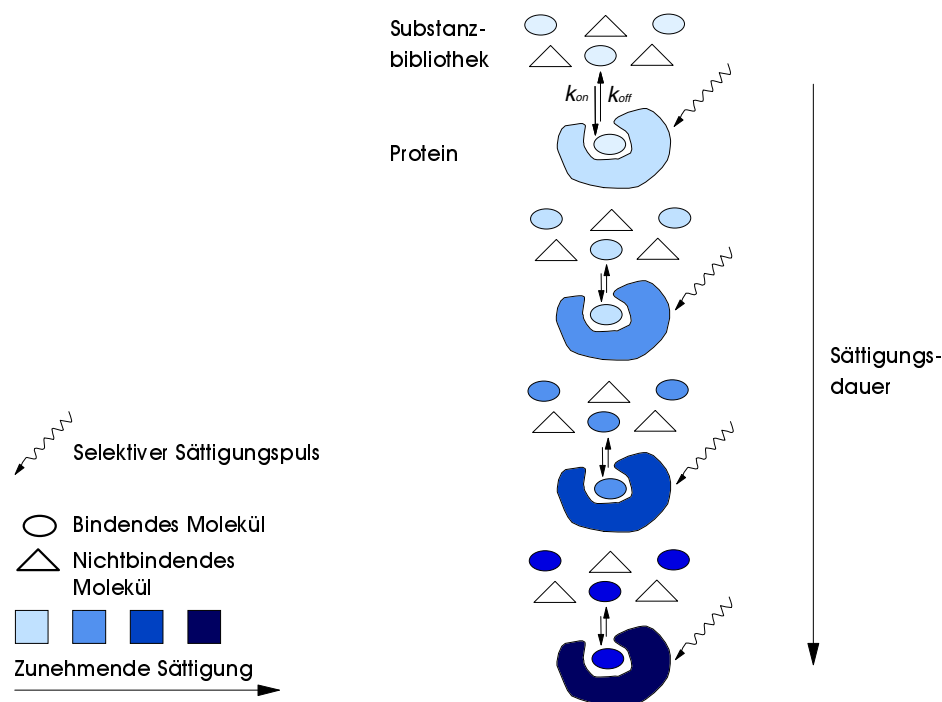 Substanz-
bibliothek
kon koff
Protein
Sättigungs-
dauer
Selektiver Sättigungspuls
Bindendes Molekül
Nichtbindendes
Molekül
Zunehmende Sättigung